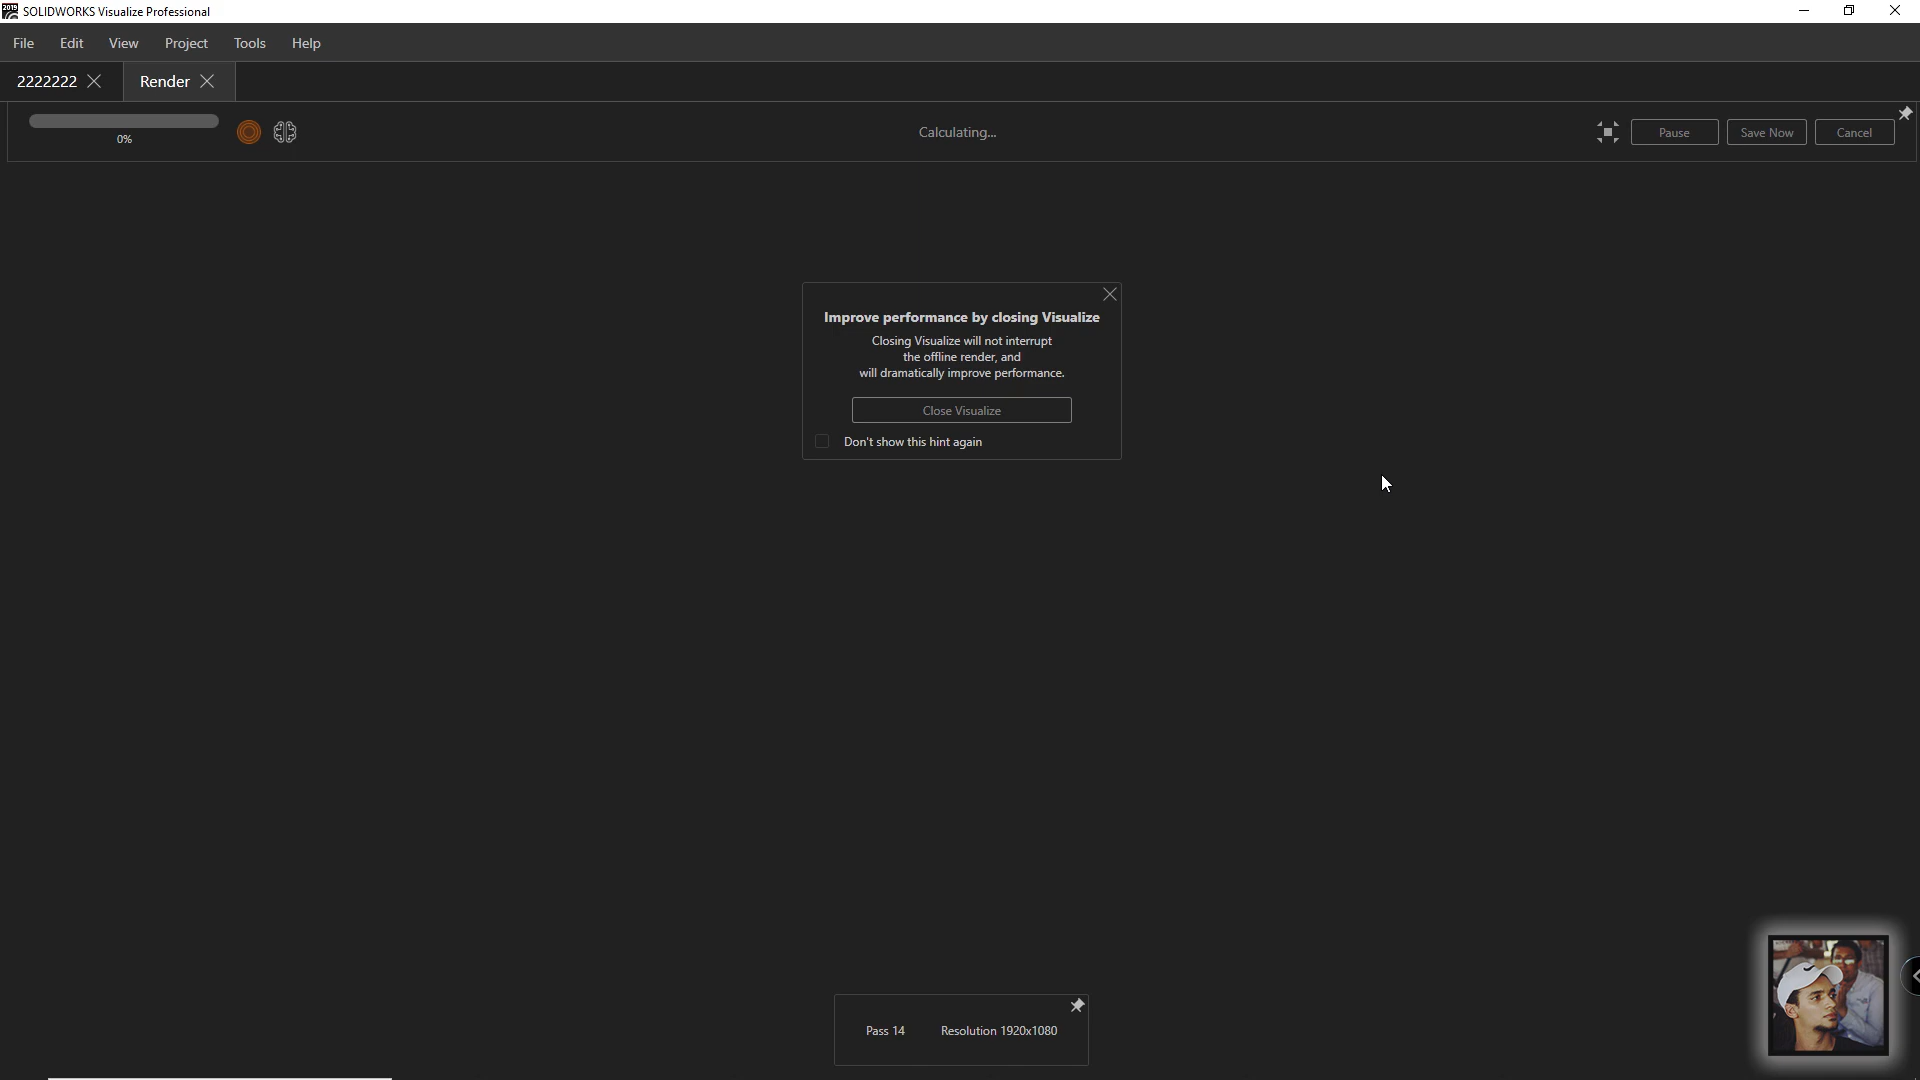 2019 SOLIDWORKS Visualize Professional
File Edit View Project Tools Help
2222222 Render
0%
Calculating...
Pause Save Now Cancel
Improve performance by closing Visualize
Closing Visualize will not interrupt
the offline render, and
will dramatically improve performance.
Close Visualize
Don't show this hint again
Pass 14 Resolution 1920x1080